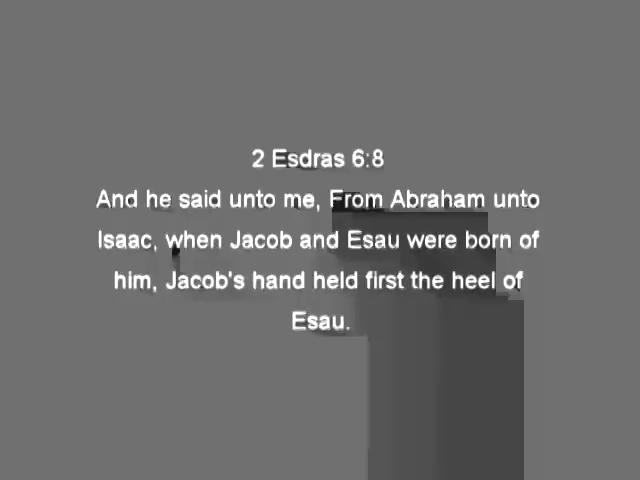 2 Esdras 6:8
And he said unto me, From Abraham unto
Isaac, when Jacob and Esau were born of
him, Jacob's hand held first the heel of
Esau.